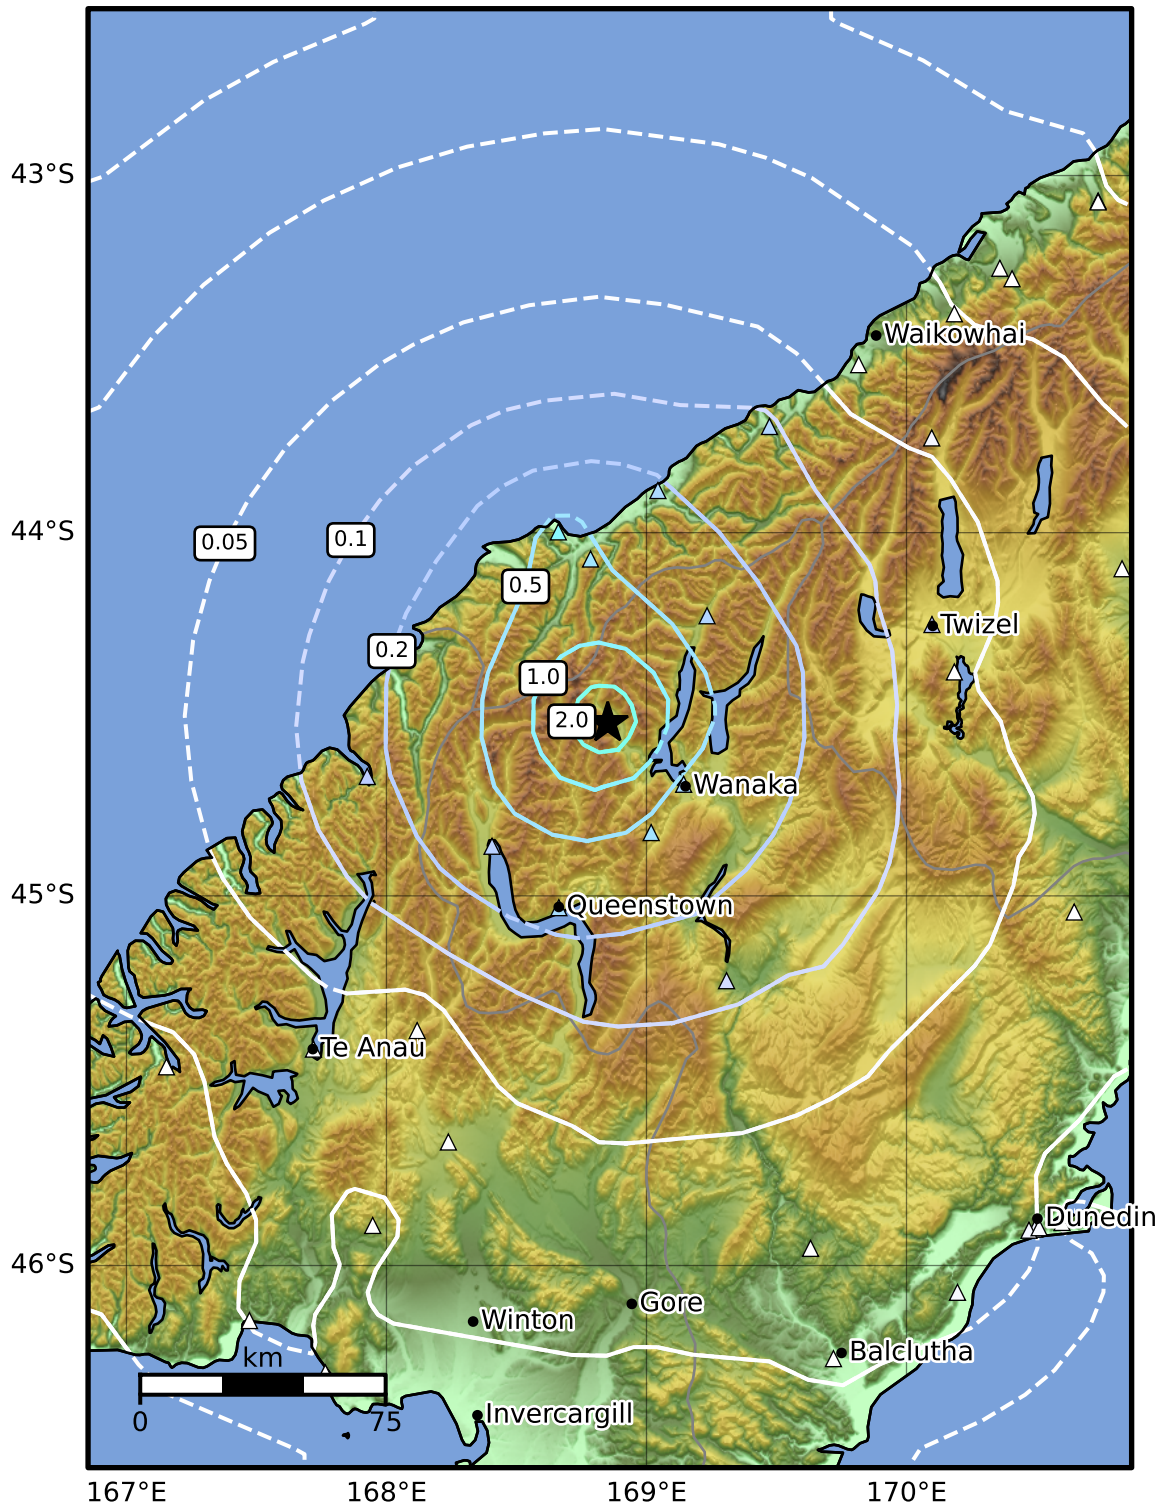 43°S
Waikowhai
44°S
0.05
0.1
0.5
Twizel
0.2
1.0
2.0
Wanaka
45°S
Queenstown
Te Anau
Dunedin
46°S
Gore
Winton
Balclutha
km
0
75
Invercargill
167°E
168°E
169°E
170°E